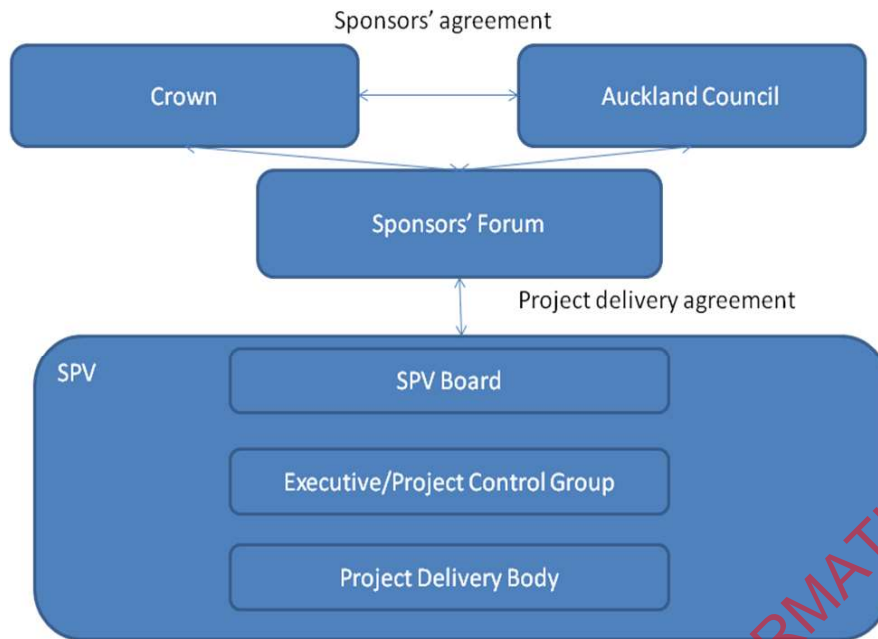 Sponsors' agreement
Crown
Auckland Council
Sponsors' Forum
Project delivery agreement
SPV
SPV Board
Executive/Project Control Group
Project Delivery Body